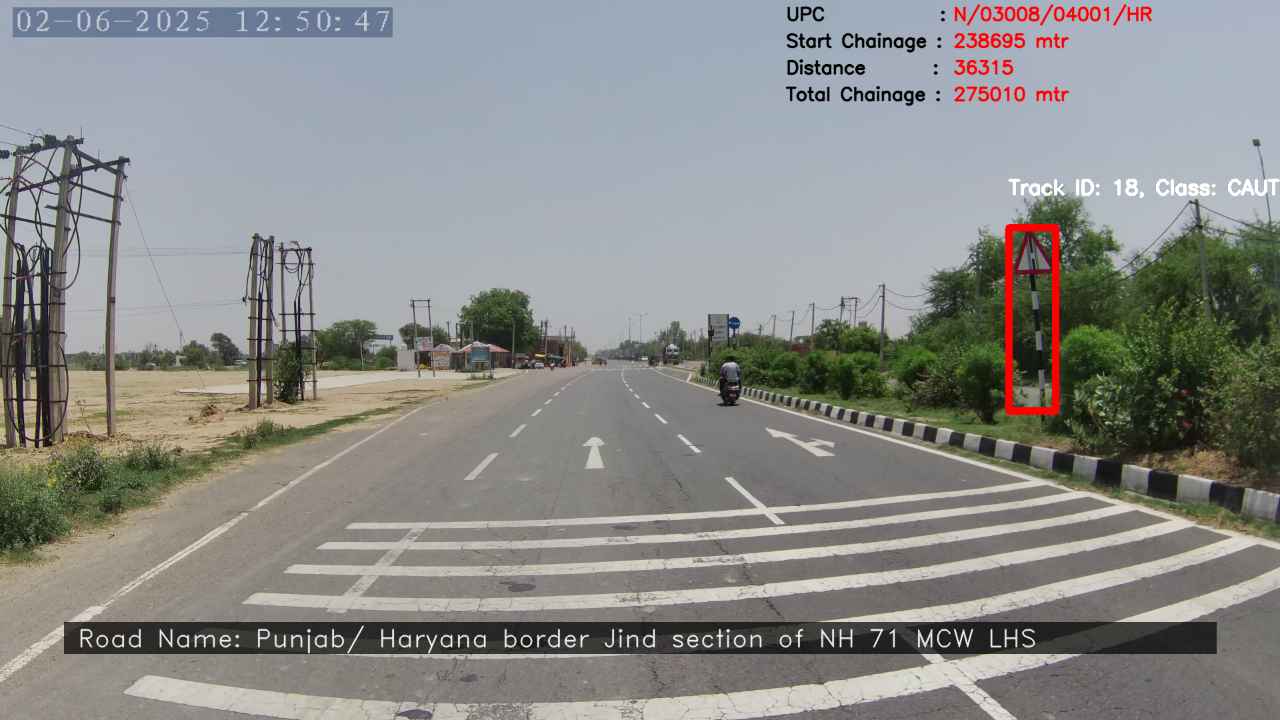 02-06-2025 12:50:47
UPC : N/03008/04001/HR
Start Chainage : 238695 mtr
Distance : 36315
Total Chainage : 275010 mtr
Track ID: 18, Class: CAUT
Road Name: Punjab/ Haryana border Jind section of NH 71 MCW LHS